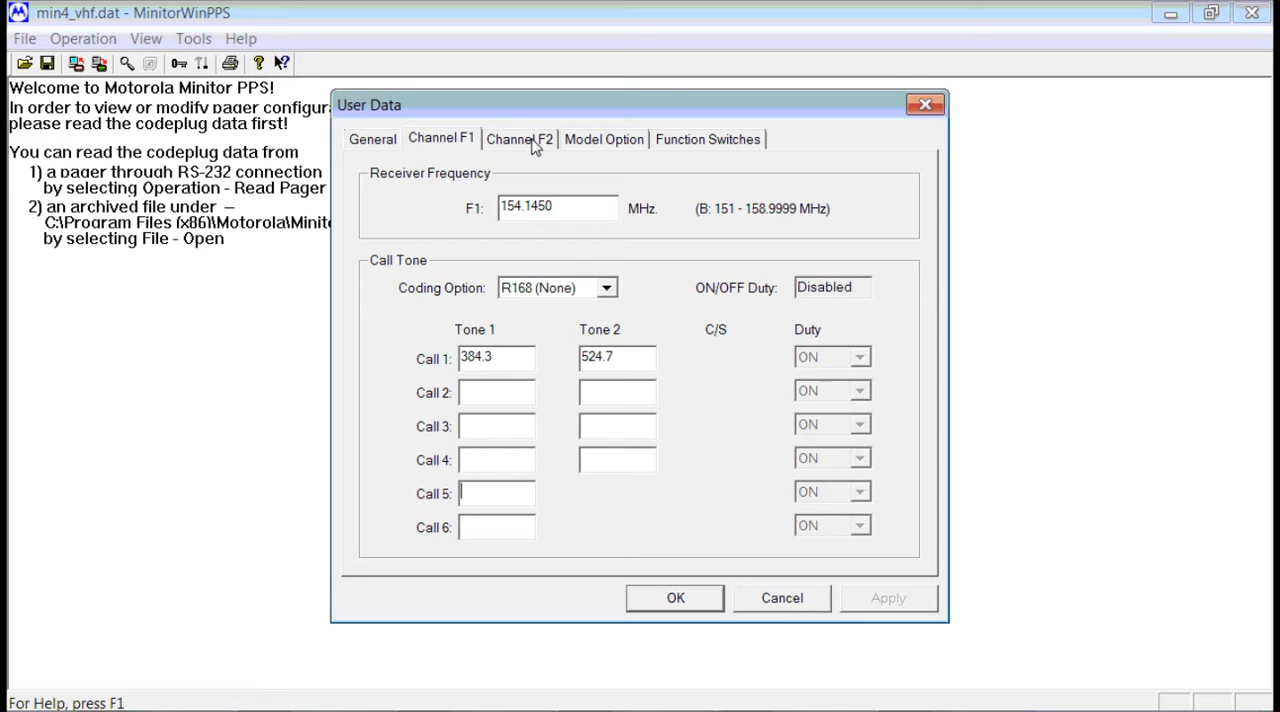 min4_vhf.dat - MinitorWinPPS
File Operation View Tools Help
Welcome to Motorola Minitor PPS!
In order to view or modify pager configura
please read the codeplug data first!
You can read the codeplug data from
1) a pager through RS-232 connection
by selecting Operation - Read Pager
2) an archived file under --
C:\Program Files (x86)\Motorola\Minito
by selecting File - Open
User Data
General Channel F1 Channel F2 Model Option Function Switches
Receiver Frequency
F1: 154.1450 MHz. (B: 151 - 158.9999 MHz)
Call Tone
Coding Option: R168 (None) ON/OFF Duty: Disabled
Tone 1 Tone 2 C/S Duty
Call 1: 384.3 524.7 ON
Call 2: ON
Call 3: ON
Call 4: ON
Call 5: ON
Call 6: ON
OK Cancel Apply
For Help, press F1